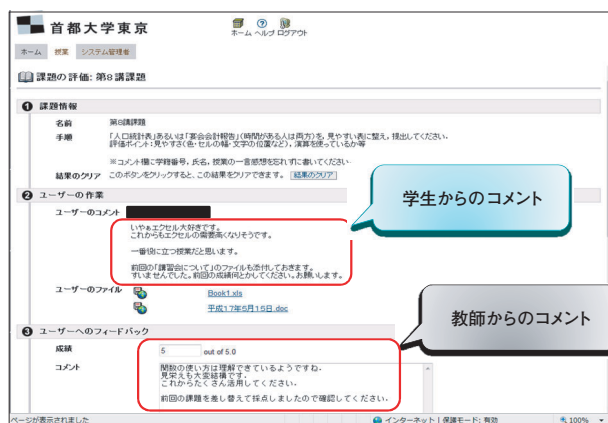 首都大学東京
ホーム ヘルプ ログアウト
ホーム 授業 システム管理者
課題の評価: 第8講課題
1 課題情報
名前 第8講課題
手順 「人口統計表」あるいは「宴会会計報告」(時間がある人は両方)を、見やすい表に整え、提出してください。
評価ポイント:見やすさ(色・セルの幅・文字の位置など)、演算を使っているか等
※コメント欄に学籍番号、氏名、授業の一言感想を忘れずに書いてください
結果のクリア このボタンをクリックすると、この結果をクリアできます。 結果のクリア
学生からのコメント
2 ユーザーの作業
ユーザーのコメント
いやぁエクセル大好きです。
これからもエクセルの需要高くなりそうです。
一番役に立つ授業だと思います。
前回の「講習会について」のファイルも添付しておきます。
すいませんでした。前回の成績何とかしてください。お願いします。
ユーザーのファイル Book1.xls
平成17年5月15日.doc
教師からのコメント
3 ユーザーへのフィードバック
成績 5 out of 5.0
コメント 関数の使い方は理解できているようですね.
見栄えも大変結構です.
これからたくさん活用してください.
前回の課題を差し替えて採点しましたので確認してください.
ページが表示されました インターネット | 保護モード: 有効 100%